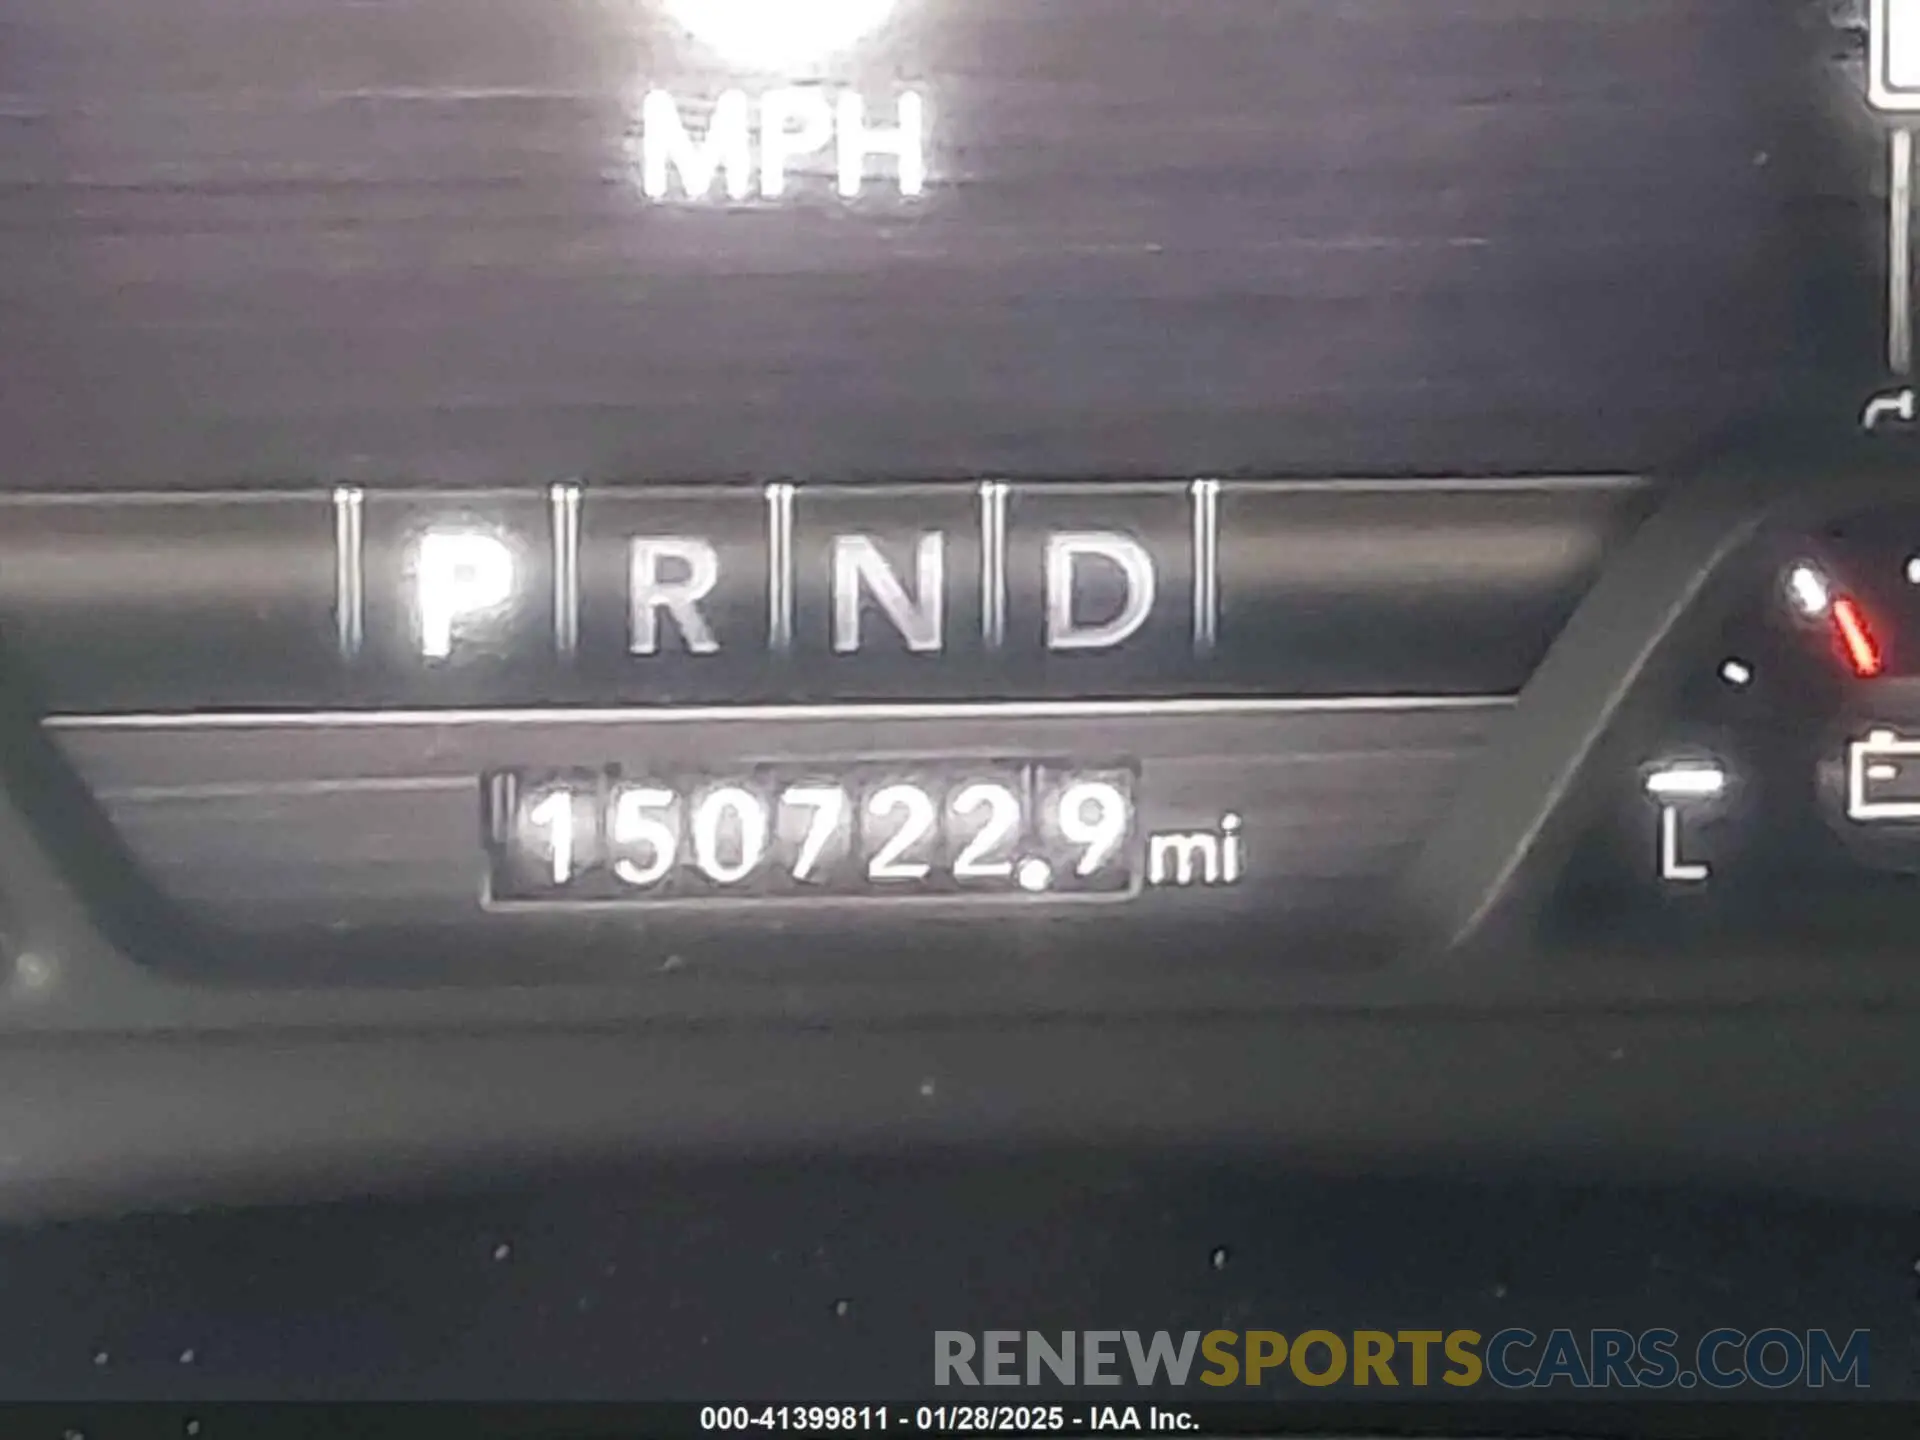 MPH
P R N D
150722.9 mi
L
RENEWSPORTSCARS.COM
000-41399811 - 01/28/2025 - IAA Inc.